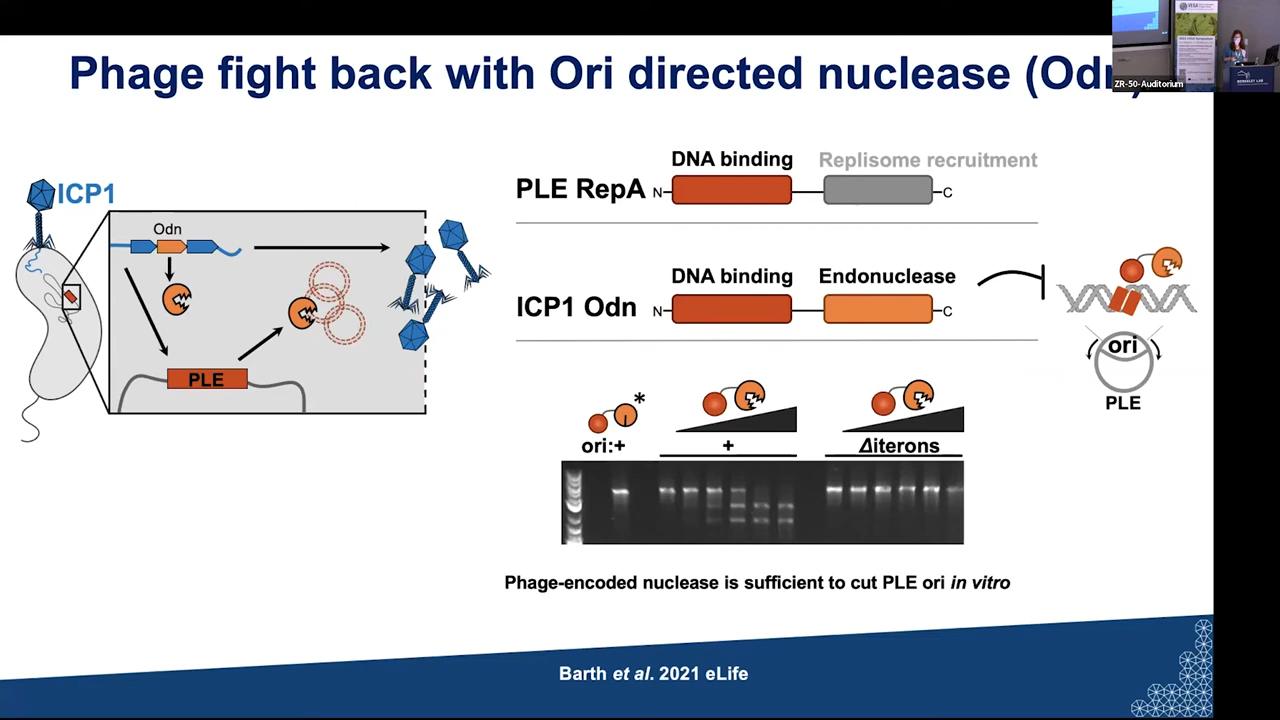 Phage fight back with Ori directed nuclease (Odn)
ZR-50-Auditorium
ICP1
Odn
PLE
DNA binding
Replisome recruitment
PLE RepA
N
C
DNA binding
Endonuclease
ICP1 Odn
N
C
ori
PLE
*
ori:+
+
Δiterons
Phage-encoded nuclease is sufficient to cut PLE ori in vitro
Barth et al. 2021 eLife